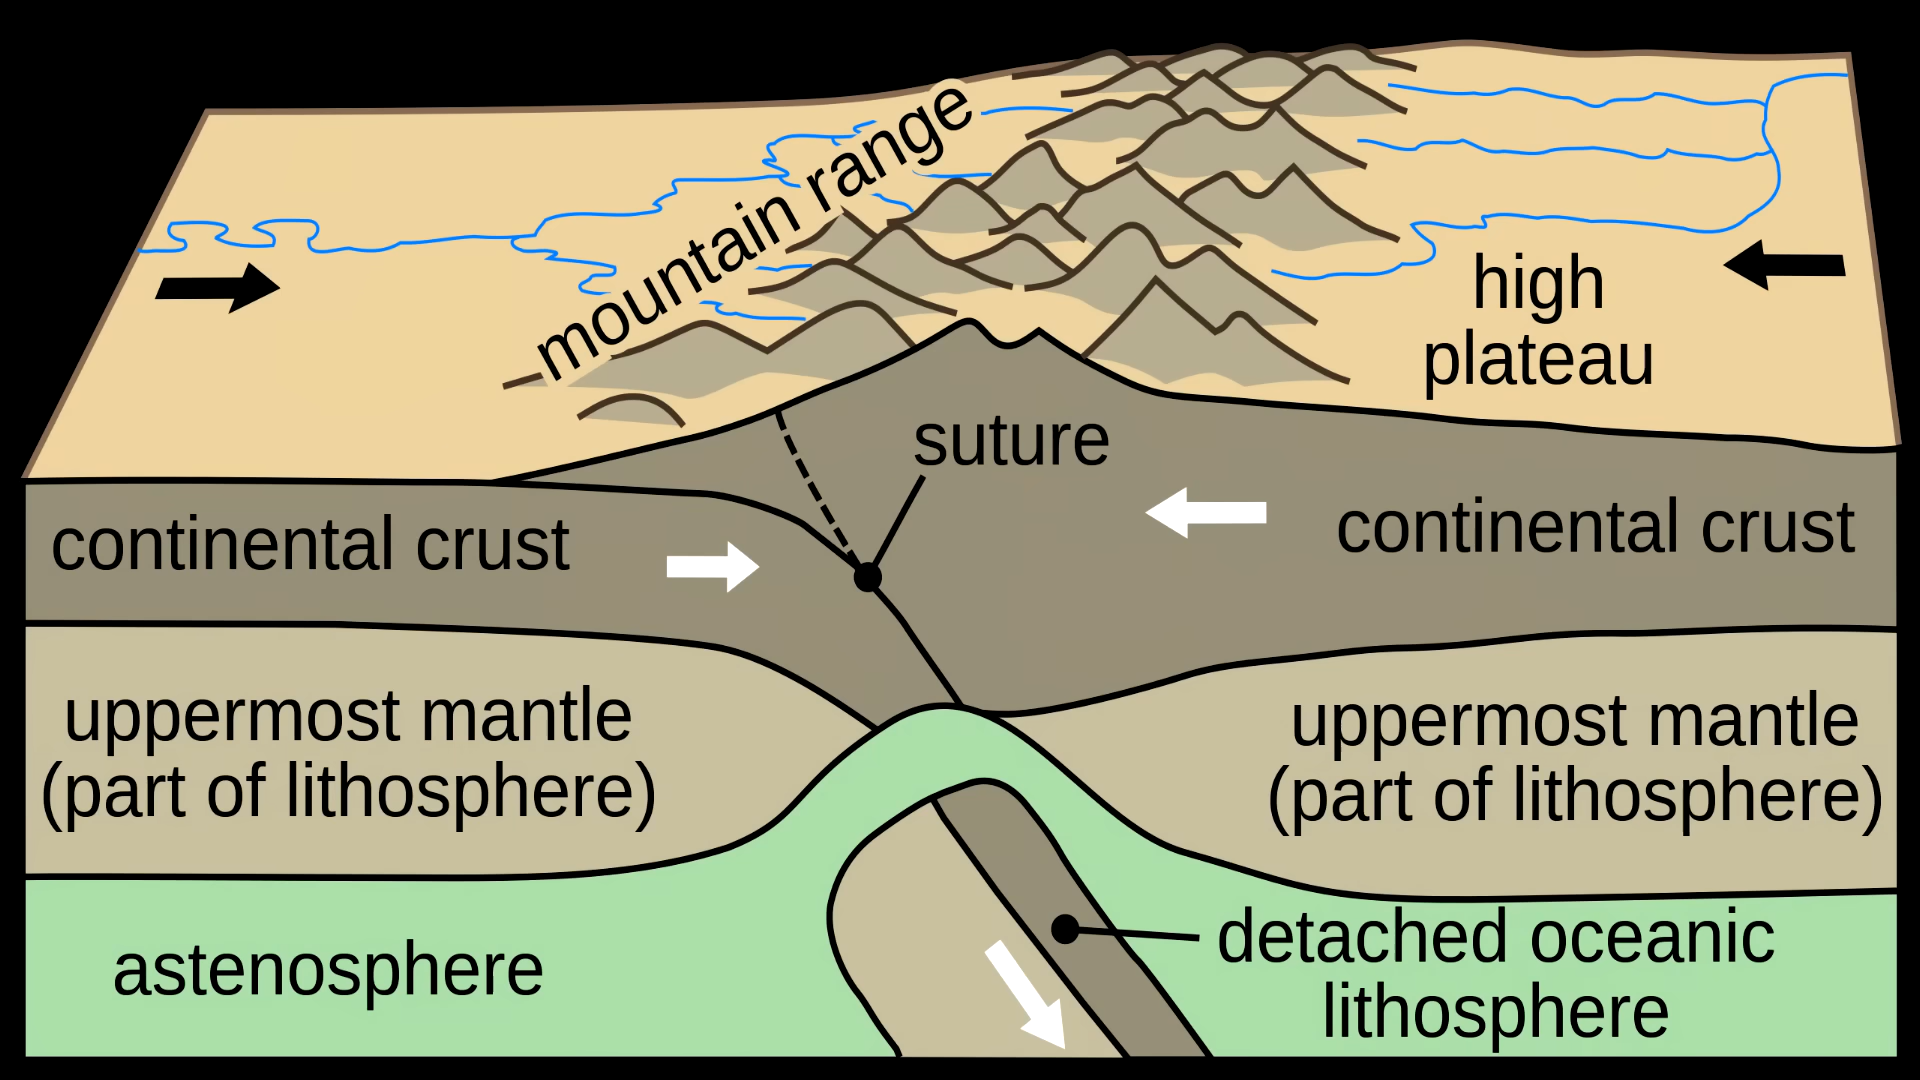 mountain range
high
plateau
suture
continental crust
continental crust
uppermost mantle
(part of lithosphere)
uppermost mantle
(part of lithosphere)
astenosphere
detached oceanic
lithosphere